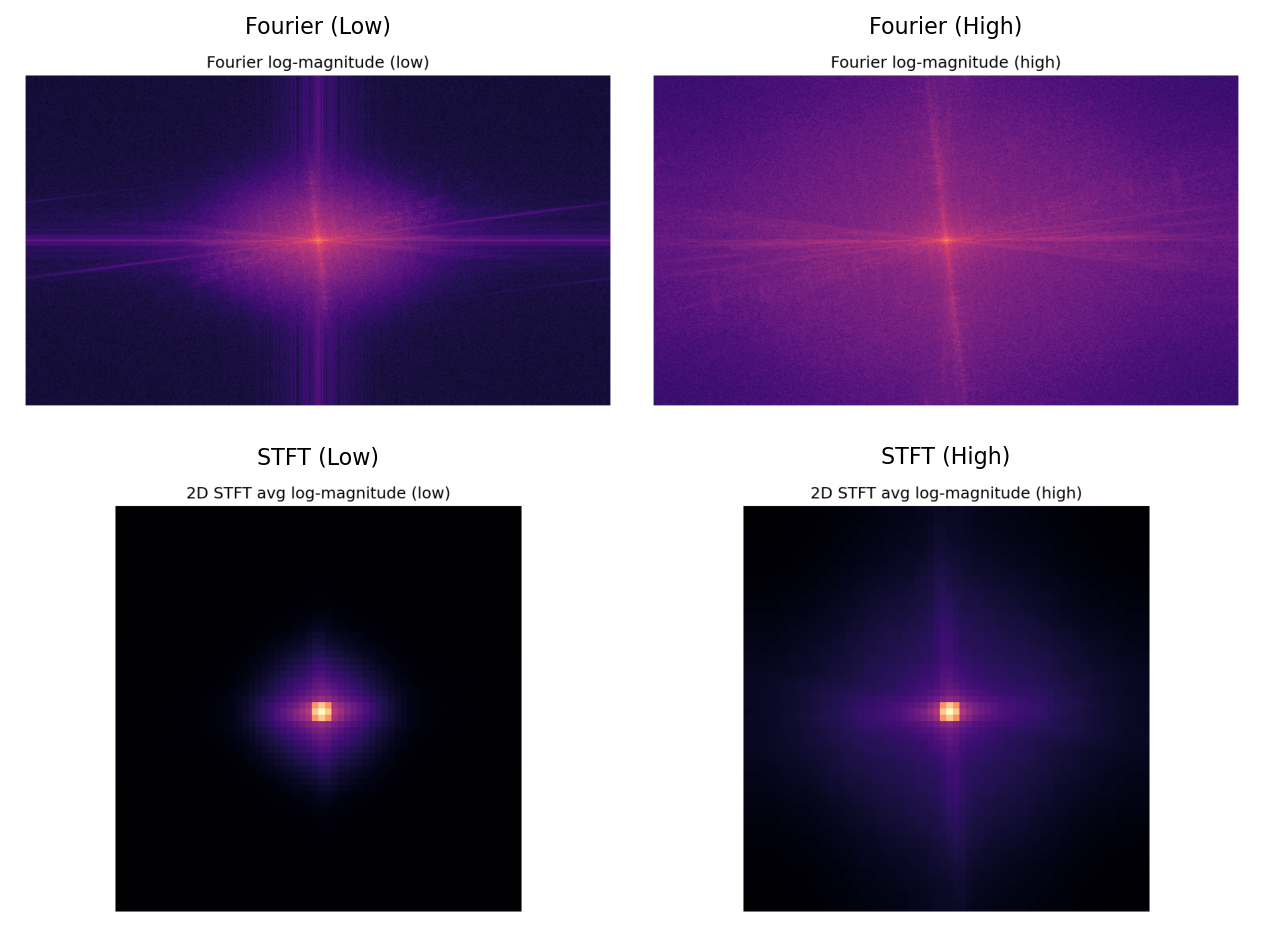 Fourier (Low)
Fourier (High)
Fourier log-magnitude (low)
Fourier log-magnitude (high)
STFT (Low)
STFT (High)
2D STFT avg log-magnitude (low)
2D STFT avg log-magnitude (high)